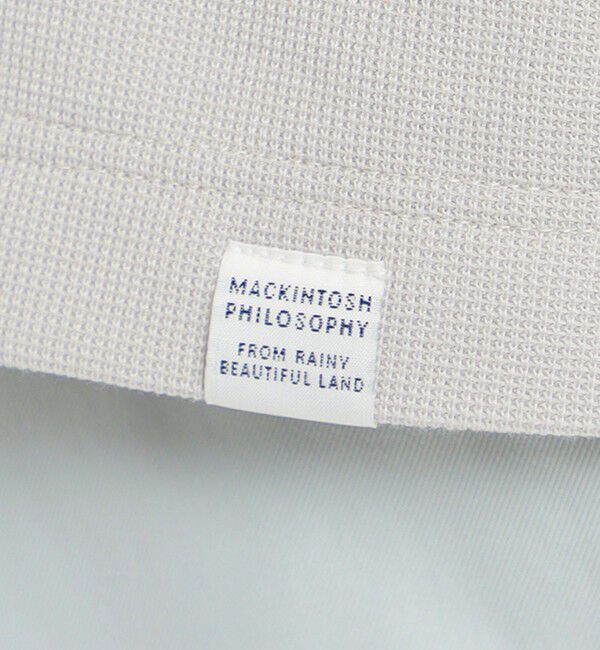 MACKINTOSH
PHILOSOPHY
FROM RAINY
BEAUTIFUL LAND